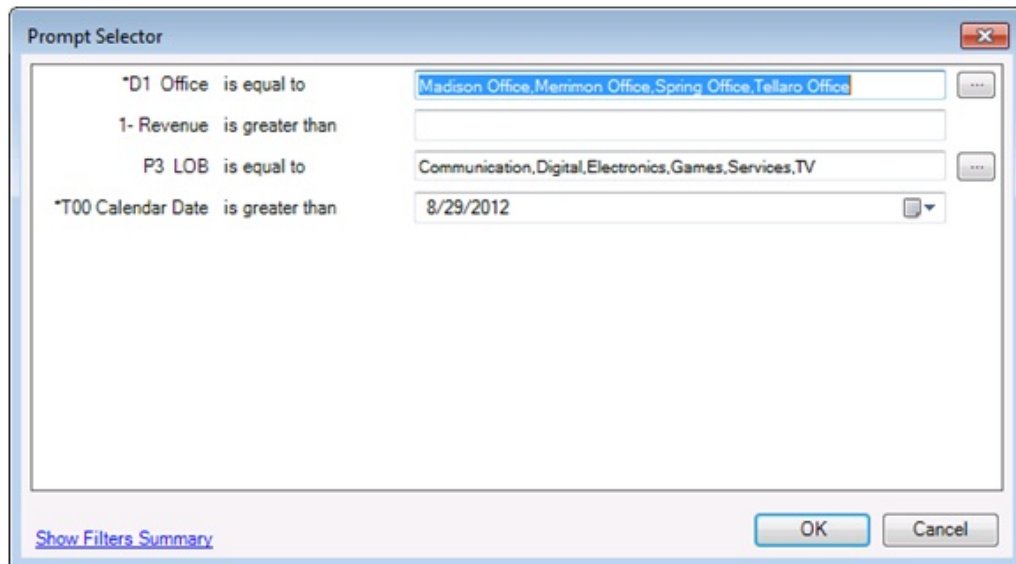 Prompt Selector
*D1 Office is equal to Madison Office,Merrimon Office,Spring Office,Tellaro Office ...
1- Revenue is greater than
P3 LOB is equal to Communication,Digital,Electronics,Games,Services,TV ...
*T00 Calendar Date is greater than 8/29/2012
Show Filters Summary OK Cancel